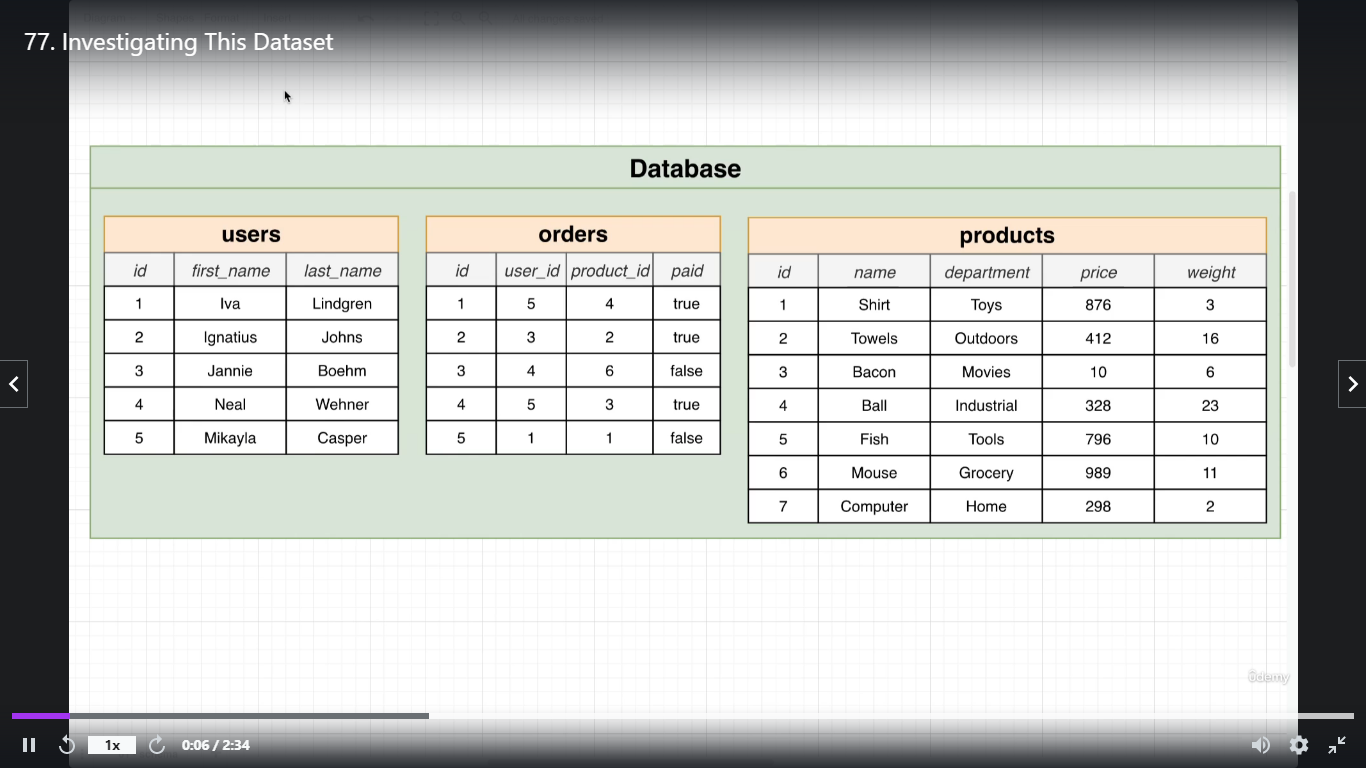 77. Investigating This Dataset
Database
users
id first_name last_name
1 Iva Lindgren
2 Ignatius Johns
3 Jannie Boehm
4 Neal Wehner
5 Mikayla Casper
orders
id user_id product_id paid
1 5 4 true
2 3 2 true
3 4 6 false
4 5 3 true
5 1 1 false
products
id name department price weight
1 Shirt Toys 876 3
2 Towels Outdoors 412 16
3 Bacon Movies 10 6
4 Ball Industrial 328 23
5 Fish Tools 796 10
6 Mouse Grocery 989 11
7 Computer Home 298 2
ûdemy
1x 0:06 / 2:34